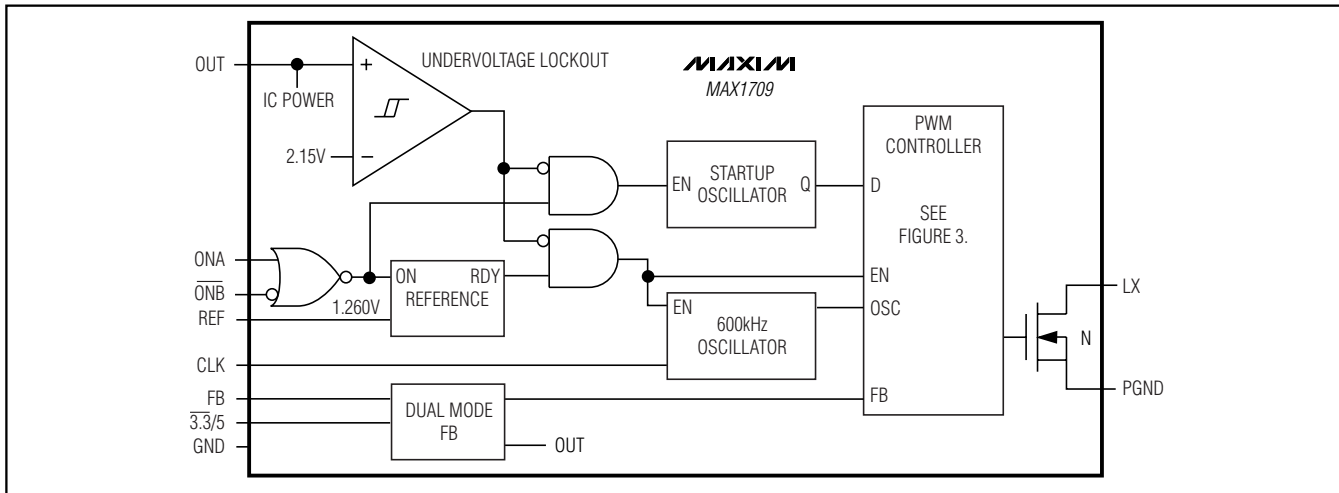 OUT
IC POWER
2.15V
+
−
UNDERVOLTAGE LOCKOUT
MAXIM
MAX1709
EN
STARTUP
OSCILLATOR
Q
PWM
CONTROLLER
D
SEE
FIGURE 3.
EN
OSC
FB
ONA
ONB
REF
1.260V
ON
RDY
REFERENCE
EN
600kHz
OSCILLATOR
CLK
FB
3.3/5
GND
DUAL MODE
FB
OUT
LX
N
PGND